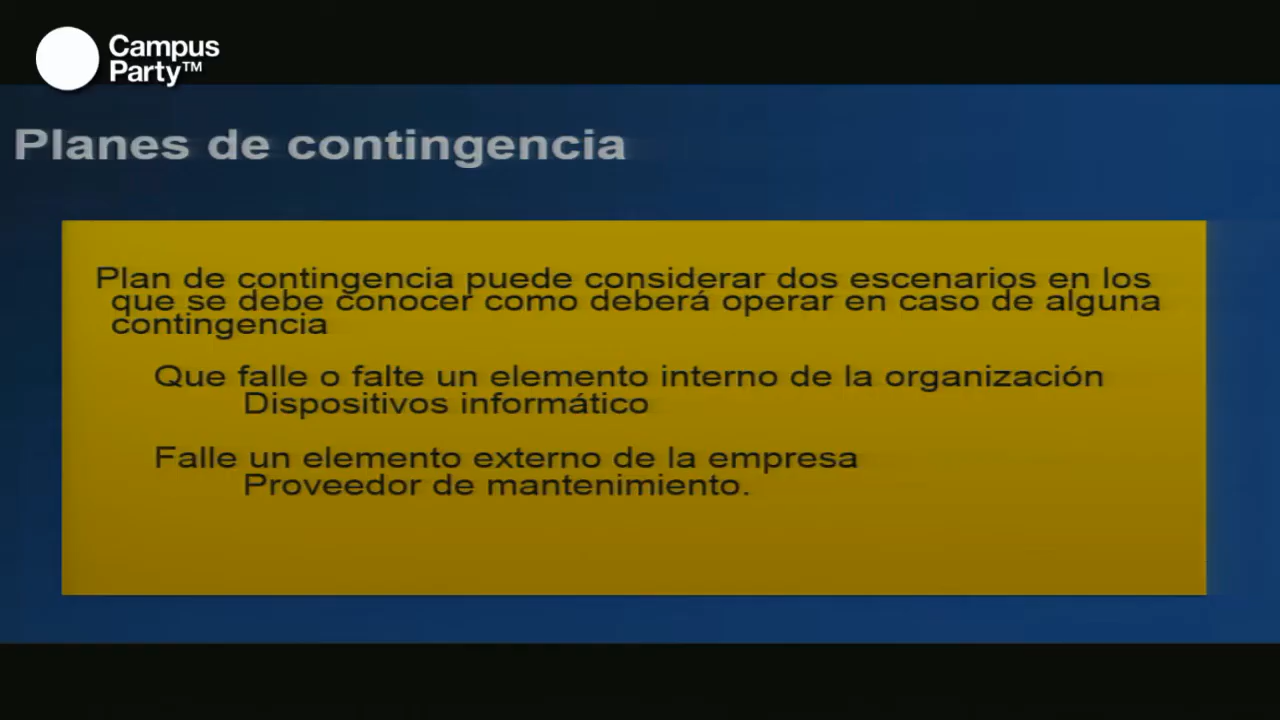 Campus
Party™
Planes de contingencia
Plan de contingencia puede considerar dos escenarios en los
que se debe conocer como deberá operar en caso de alguna
contingencia
Que falle o falte un elemento interno de la organización
Dispositivos informático
Falle un elemento externo de la empresa
Proveedor de mantenimiento.